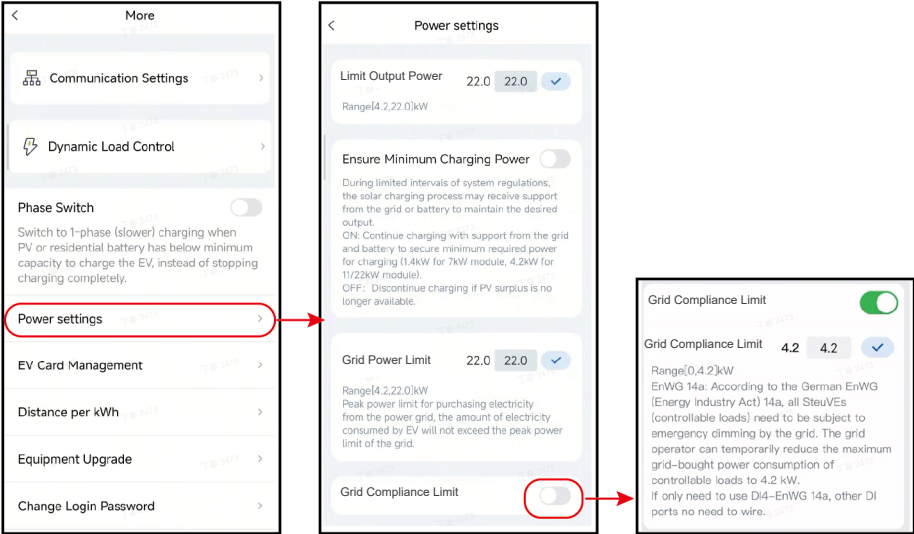 More
Communication Settings
Dynamic Load Control
Phase Switch
Switch to 1-phase (slower) charging when
PV or residential battery has below minimum
capacity to charge the EV, instead of stopping
charging completely.
Power settings
EV Card Management
Distance per kWh
Equipment Upgrade
Change Login Password
Power settings
Limit Output Power 22.0 22.0
Range[4.2,22.0]kW
Ensure Minimum Charging Power
During limited intervals of system regulations,
the solar charging process may receive support
from the grid or battery to maintain the desired
output.
ON: Continue charging with support from the grid
and battery to secure minimum required power
for charging (1.4kW for 7kW module, 4.2kW for
11/22kW module).
OFF: Discontinue charging if PV surplus is no
longer available.
Grid Power Limit 22.0 22.0
Range[4.2,22.0]kW
Peak power limit for purchasing electricity
from the power grid, the amount of electricity
consumed by EV will not exceed the peak power
limit of the grid.
Grid Compliance Limit
Grid Compliance Limit
Grid Compliance Limit 4.2 4.2
Range[0,4.2]kW
EnWG 14a: According to the German EnWG
(Energy Industry Act) 14a, all SteuVEs
(controllable loads) need to be subject to
emergency dimming by the grid. The grid
operator can temporarily reduce the maximum
grid-bought power consumption of
controllable loads to 4.2 kW.
If only need to use DI4-EnWG 14a, other DI
ports no need to wire.